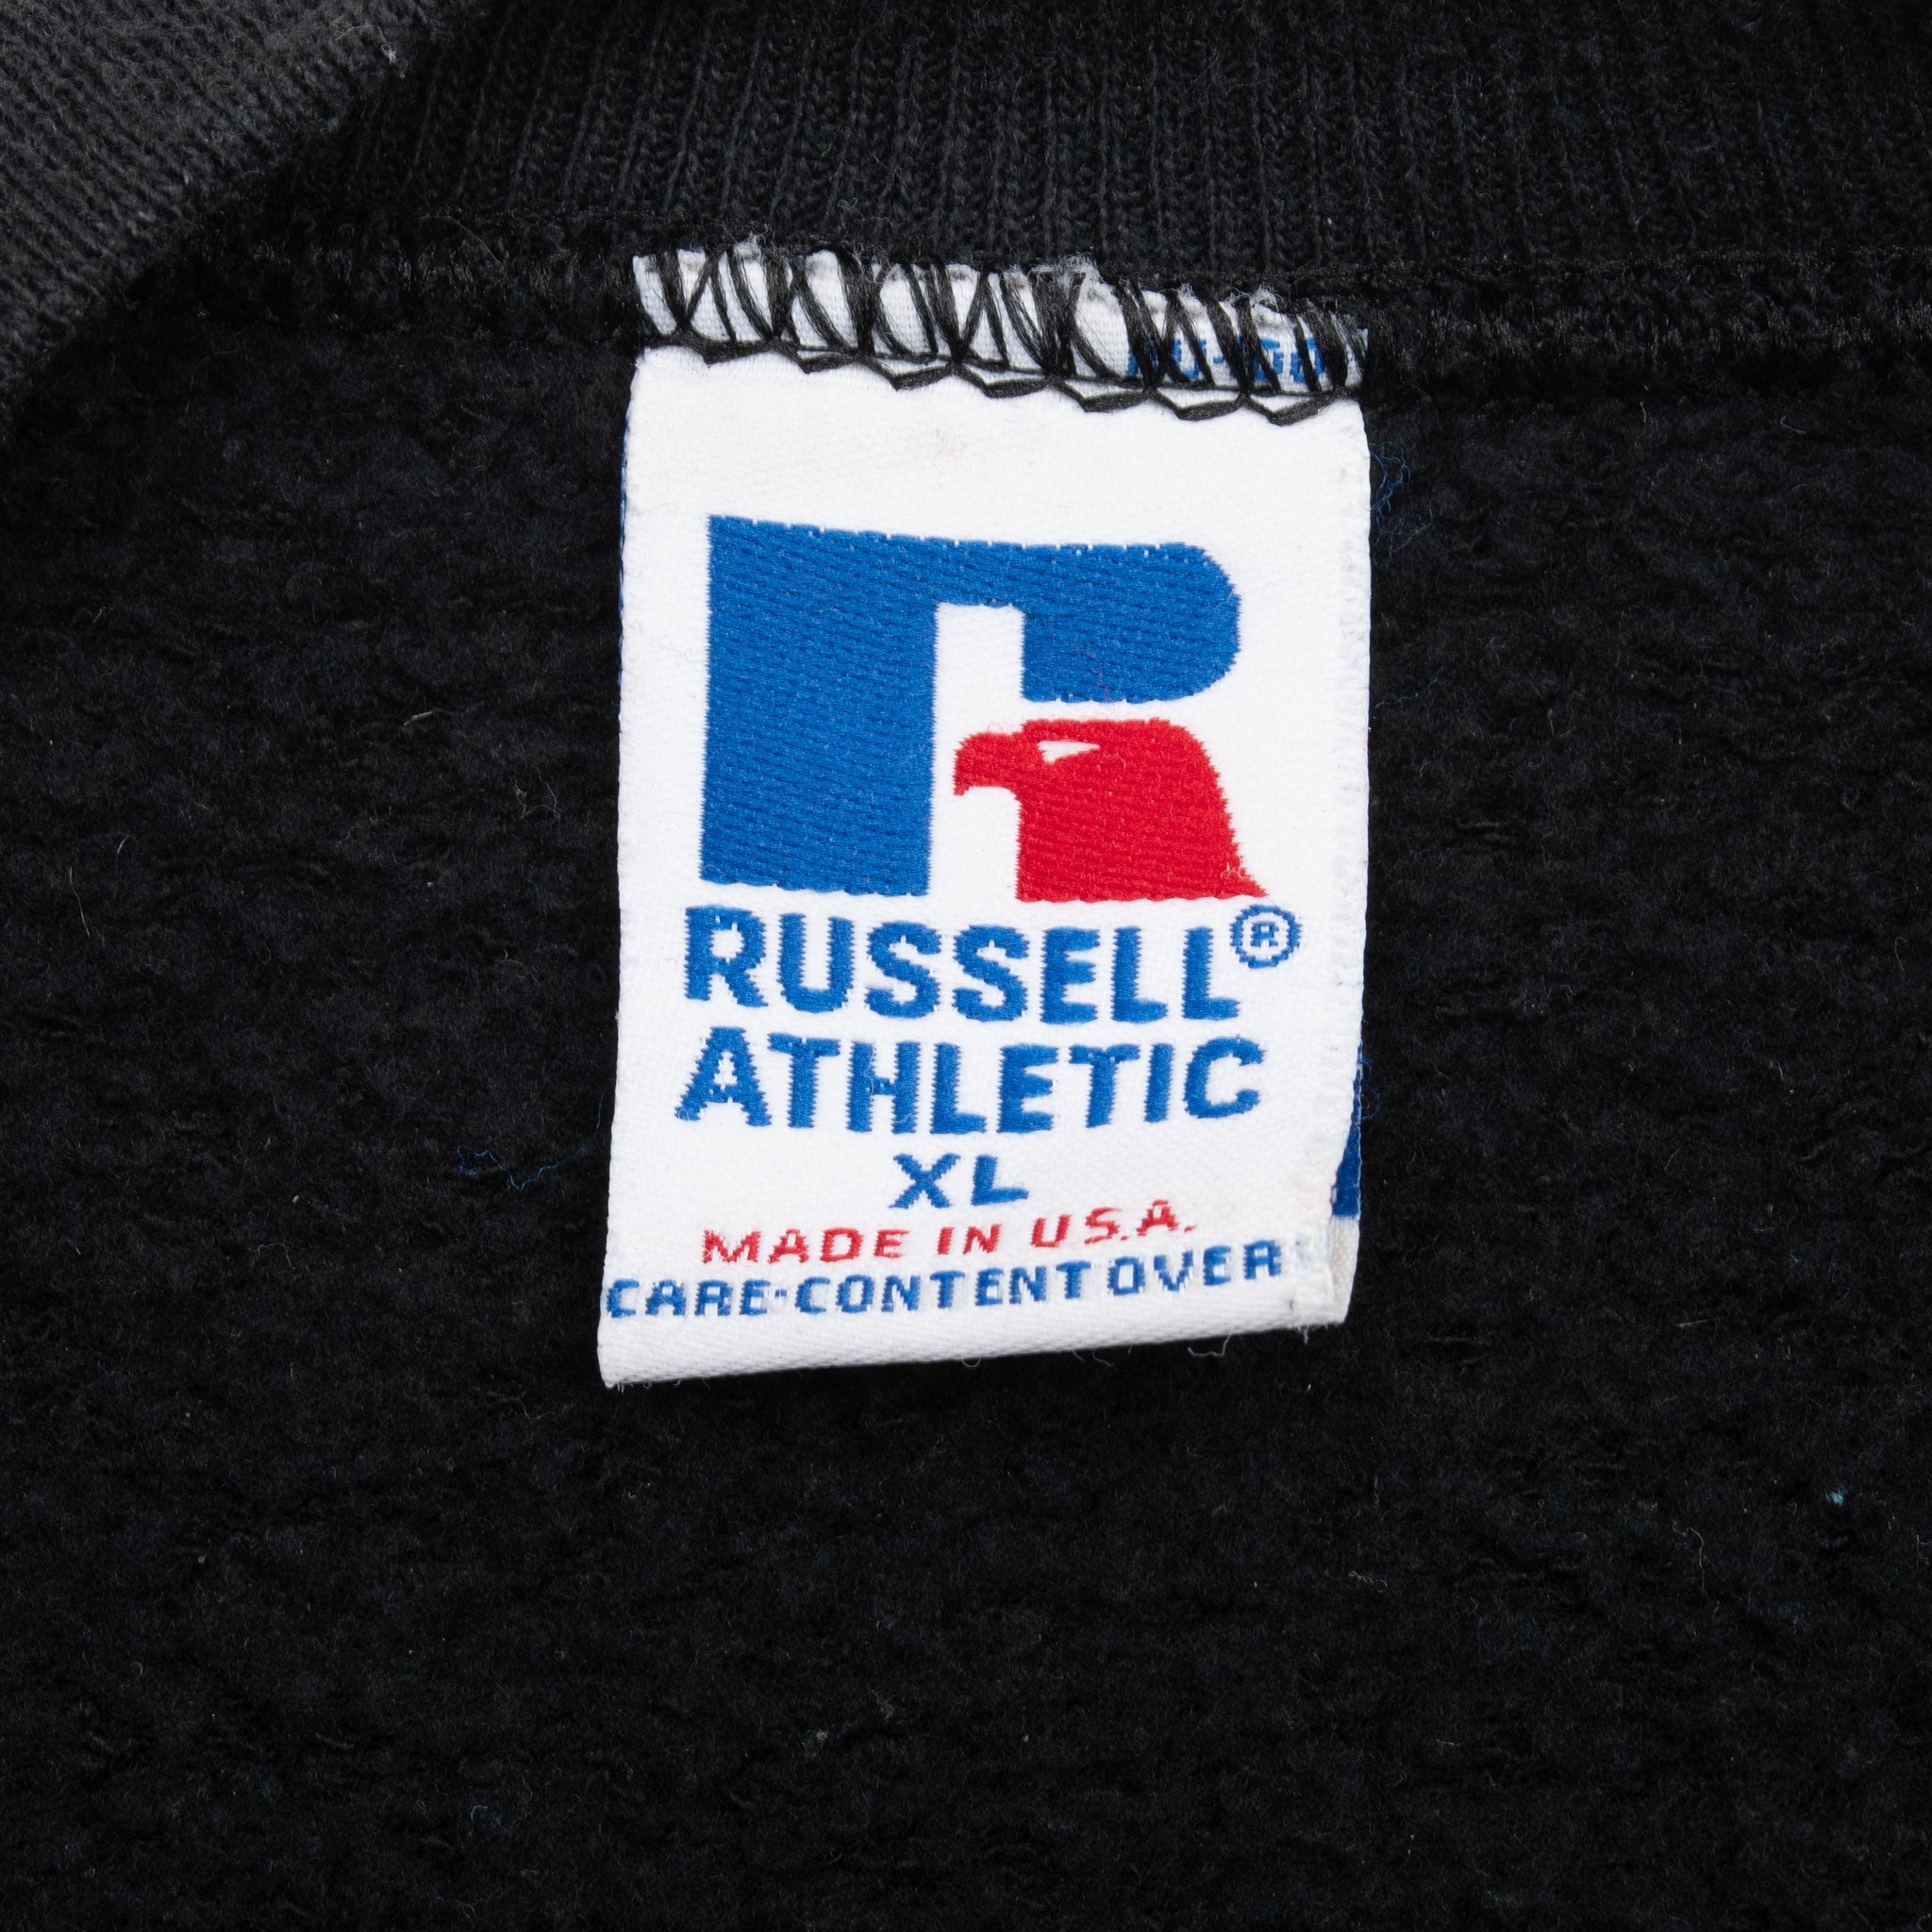 RUSSELL®
ATHLETIC
XL
MADE IN U.S.A.
CARE·CONTENT OVER